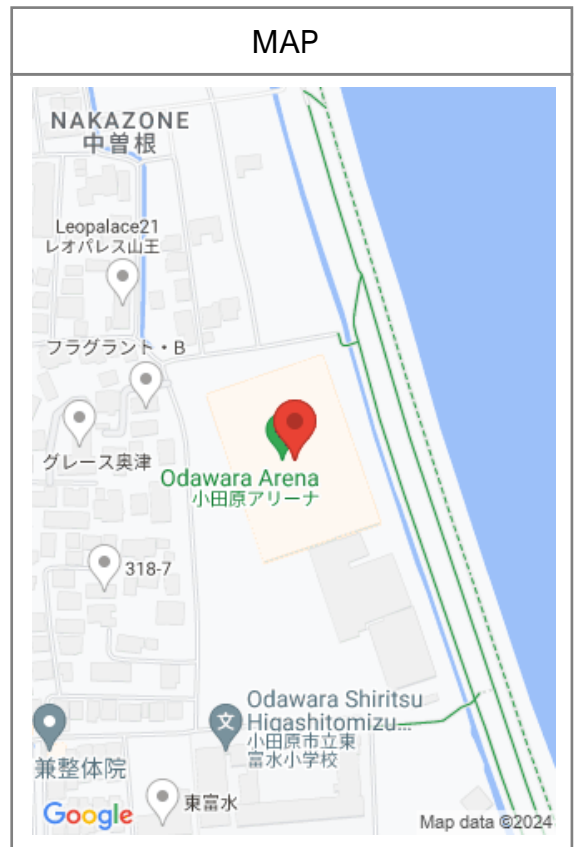 MAP
NAKAZONE
中曽根
Leopalace21
レオパレス山王
フラグラント・B
グレース奥津
Odawara Arena
小田原アリーナ
318-7
Odawara Shiritsu
Higashitomizu...
小田原市立東
富水小学校
文
兼整体院
東富水
Google
Map data ©2024